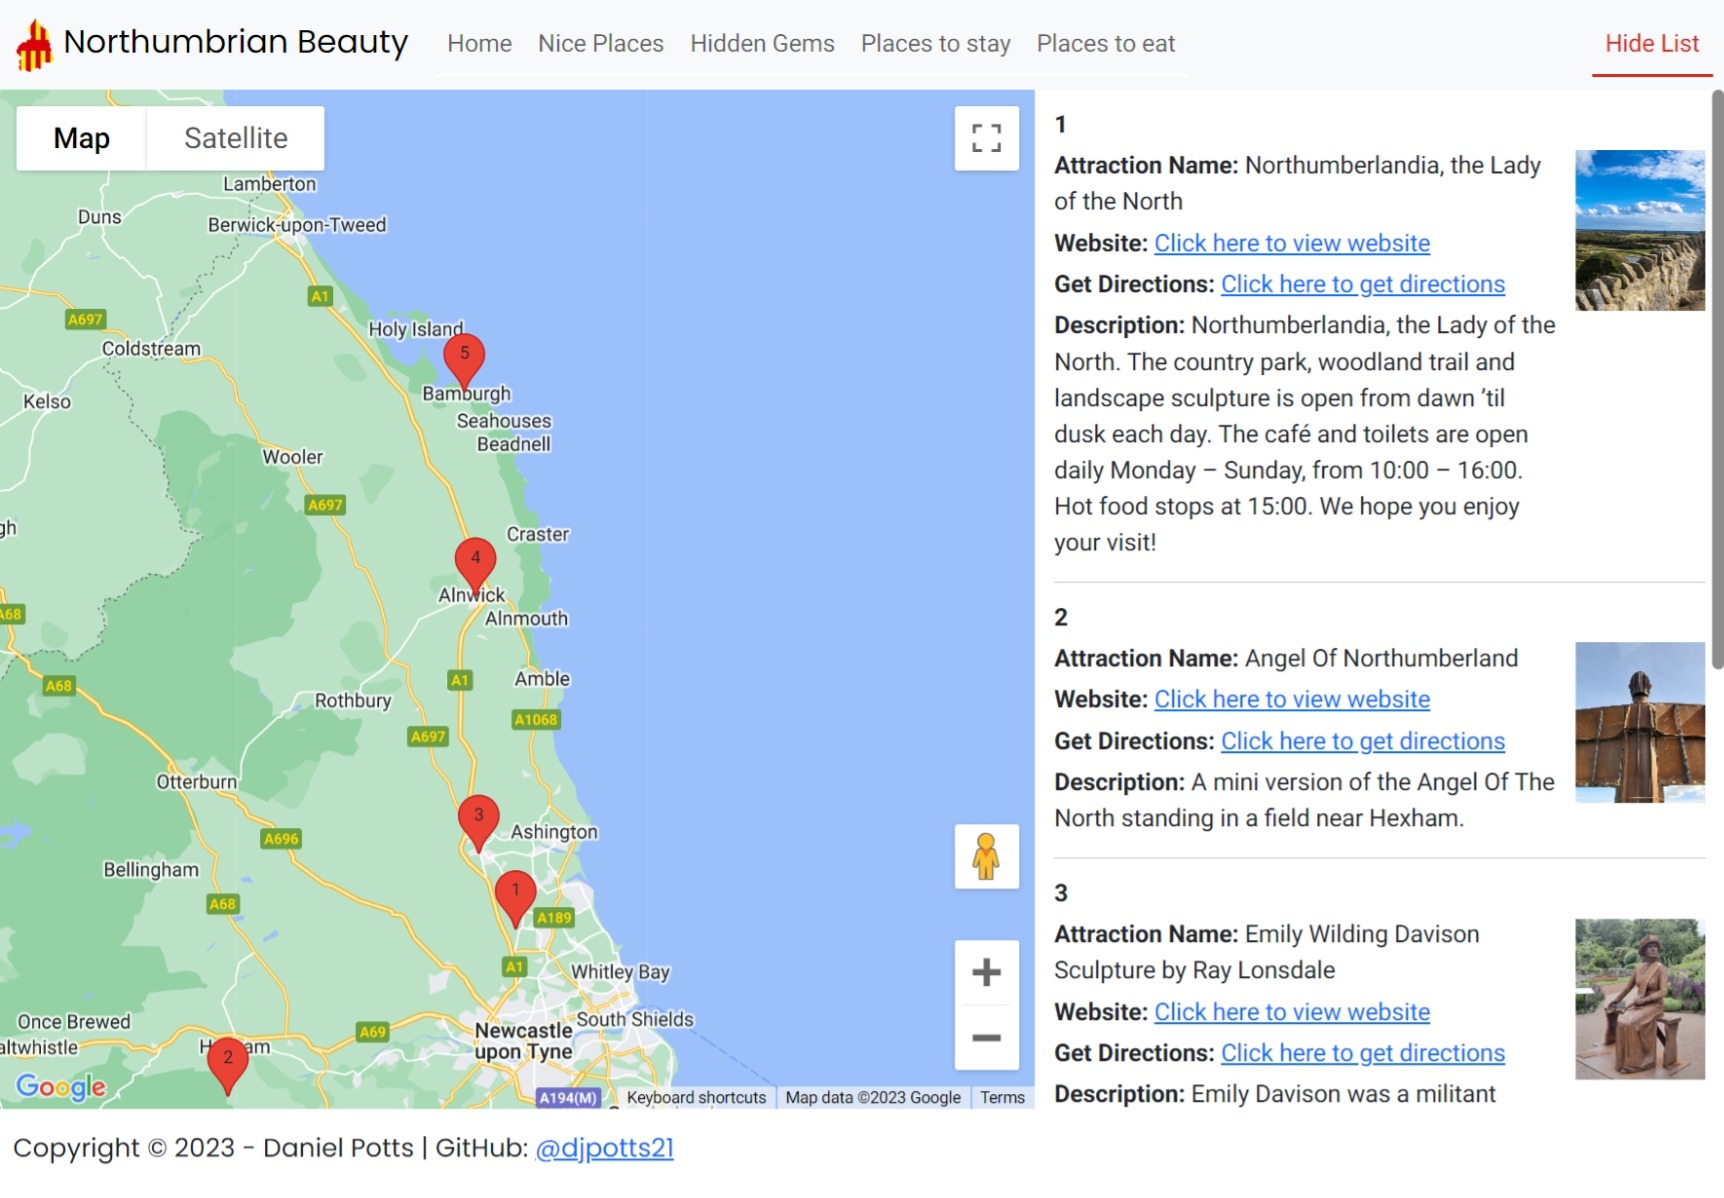 Northumbrian Beauty
Home
Nice Places
Hidden Gems
Places to stay
Places to eat
Hide List
Map
Satellite
Lamberton
Duns
Berwick-upon-Tweed
A1
Holy Island
A697
Coldstream
5
Bamburgh
Kelso
Seahouses
Beadnell
Wooler
A697
gh
Craster
4
Alnwick
A68
Alnmouth
A68
A1
Amble
Rothbury
A1068
A697
Otterburn
3
Ashington
A696
Bellingham
1
A68
A189
A1
Whitley Bay
Once Brewed
South Shields
A69
Newcastle
upon Tyne
altwhistle
H am
2
Google
A194(M)
Keyboard shortcuts
Map data ©2023 Google
Terms
1
Attraction Name: Northumberlandia, the Lady
of the North
Website: Click here to view website
Get Directions: Click here to get directions
Description: Northumberlandia, the Lady of the
North. The country park, woodland trail and
landscape sculpture is open from dawn ’til
dusk each day. The café and toilets are open
daily Monday – Sunday, from 10:00 – 16:00.
Hot food stops at 15:00. We hope you enjoy
your visit!
2
Attraction Name: Angel Of Northumberland
Website: Click here to view website
Get Directions: Click here to get directions
Description: A mini version of the Angel Of The
North standing in a field near Hexham.
3
Attraction Name: Emily Wilding Davison
Sculpture by Ray Lonsdale
Website: Click here to view website
Get Directions: Click here to get directions
Description: Emily Davison was a militant
Copyright © 2023 - Daniel Potts | GitHub: @djpotts21